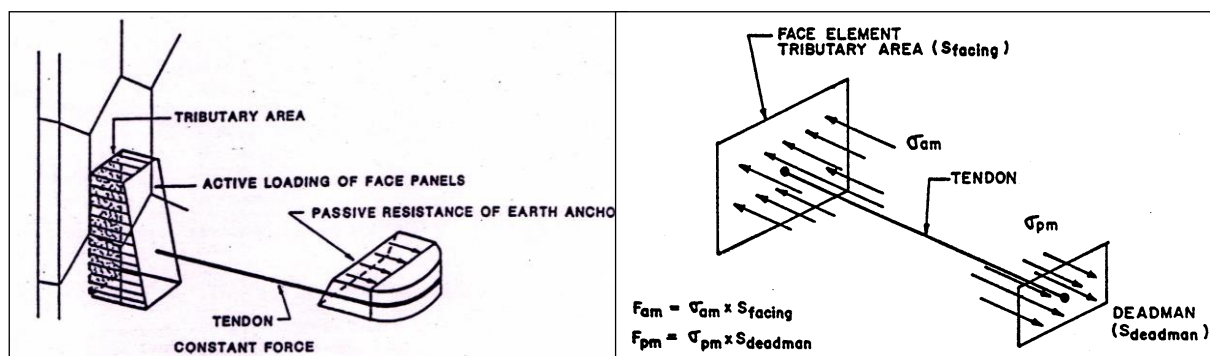 TRIBUTARY AREA
ACTIVE LOADING OF FACE PANELS
PASSIVE RESISTANCE OF EARTH ANCHO
TENDON
CONSTANT FORCE
FACE ELEMENT
TRIBUTARY AREA (Sfacing)
σam
TENDON
σpm
Fam = σam x Sfacing
Fpm = σpm x Sdeadman
DEADMAN
(Sdeadman)